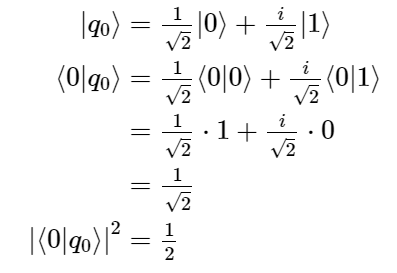 |q₀⟩ = 1/√2 |0⟩ + i/√2 |1⟩
⟨0|q₀⟩ = 1/√2 ⟨0|0⟩ + i/√2 ⟨0|1⟩
= 1/√2 · 1 + i/√2 · 0
= 1/√2
|⟨0|q₀⟩|² = 1/2